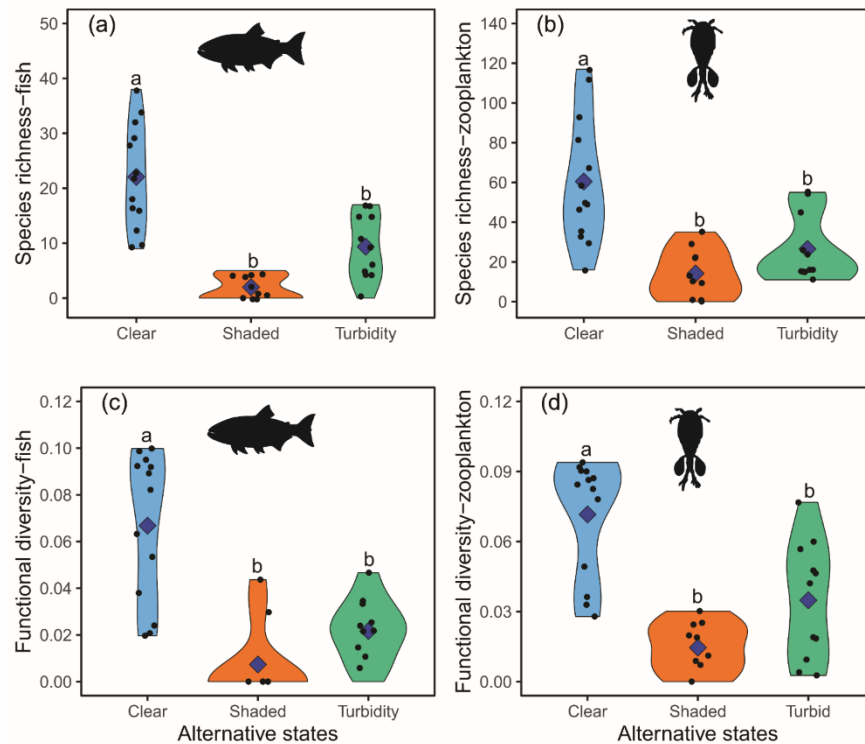 (a)
Species richness-fish
50
40
30
20
10
0
a
b
b
Clear Shaded Turbidity
(b)
Species richness-zooplankton
140
120
100
80
60
40
20
0
a
b
b
Clear Shaded Turbidity
(c)
Functional diversity-fish
0.12
0.10
0.08
0.06
0.04
0.02
0.00
a
b
b
Clear Shaded Turbidity
Alternative states
(d)
Functional diversity-zooplankton
0.12
0.09
0.06
0.03
0.00
a
b
b
Clear Shaded Turbid
Alternative states